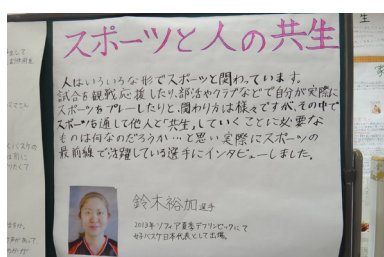 スポーツと人の共生
人はいろいろな形でスポーツと関わっています。
試合を観戦応援したり、部活やクラブなどで自分が実際に
スポーツをプレーしたりと、関わり方は様々ですが、その中で
スポーツを通して他人と「共生」していくことに必要な
ものは何なのだろうか…と思い実際にスポーツの
最前線で活躍している選手にインタビューしました。
鈴木裕加選手
2013年ソフィア夏季デフリンピックにて
女子バスケ日本代表として出場。